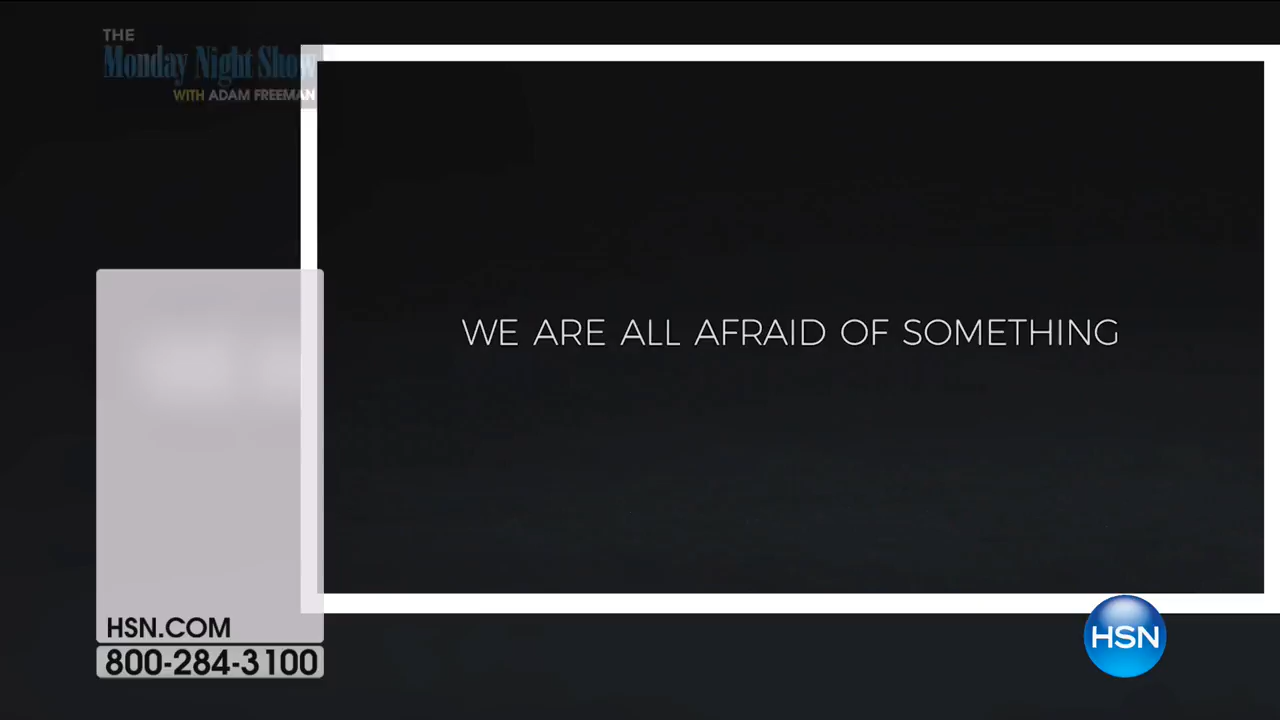 THE
Monday Night Show
WITH ADAM FREEMAN
WE ARE ALL AFRAID OF SOMETHING
HSN.COM
800-284-3100
HSN